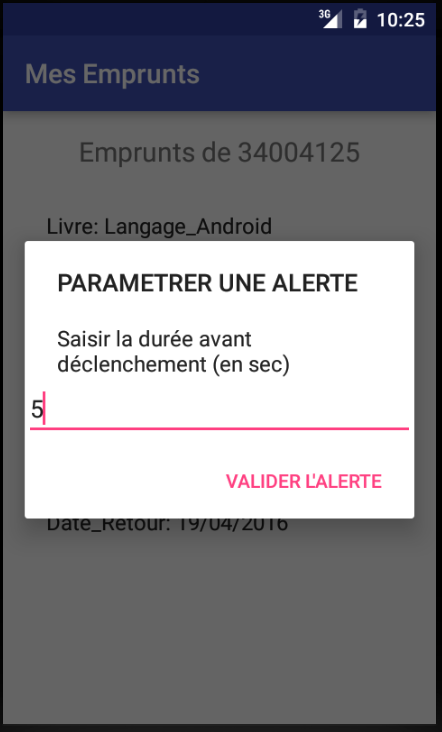 3G 10:25
Mes Emprunts
Emprunts de 34004125
Livre: Langage_Android
PARAMETRER UNE ALERTE
Saisir la durée avant
déclenchement (en sec)
5
VALIDER L'ALERTE
Date_Retour: 19/04/2016